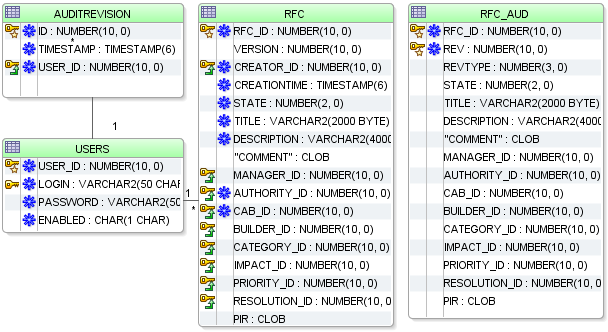 AUDITREVISION
ID : NUMBER(10, 0)
TIMESTAMP : TIMESTAMP(6)
*
USER_ID : NUMBER(10, 0)
1
USERS
USER_ID : NUMBER(10, 0)
LOGIN : VARCHAR2(50 CHAR
PASSWORD : VARCHAR2(50
ENABLED : CHAR(1 CHAR)
1
*
RFC
RFC_ID : NUMBER(10, 0)
VERSION : NUMBER(10, 0)
CREATOR_ID : NUMBER(10, 0)
CREATIONTIME : TIMESTAMP(6)
STATE : NUMBER(2, 0)
TITLE : VARCHAR2(2000 BYTE)
DESCRIPTION : VARCHAR2(4000
"COMMENT" : CLOB
MANAGER_ID : NUMBER(10, 0)
AUTHORITY_ID : NUMBER(10, 0)
CAB_ID : NUMBER(10, 0)
BUILDER_ID : NUMBER(10, 0)
CATEGORY_ID : NUMBER(10, 0)
IMPACT_ID : NUMBER(10, 0)
PRIORITY_ID : NUMBER(10, 0)
RESOLUTION_ID : NUMBER(10, 0
PIR : CLOB
RFC_AUD
RFC_ID : NUMBER(10, 0)
REV : NUMBER(10, 0)
REVTYPE : NUMBER(3, 0)
STATE : NUMBER(2, 0)
TITLE : VARCHAR2(2000 BYTE)
DESCRIPTION : VARCHAR2(4000
"COMMENT" : CLOB
MANAGER_ID : NUMBER(10, 0)
AUTHORITY_ID : NUMBER(10, 0)
CAB_ID : NUMBER(10, 0)
BUILDER_ID : NUMBER(10, 0)
CATEGORY_ID : NUMBER(10, 0)
IMPACT_ID : NUMBER(10, 0)
PRIORITY_ID : NUMBER(10, 0)
RESOLUTION_ID : NUMBER(10, 0
PIR : CLOB